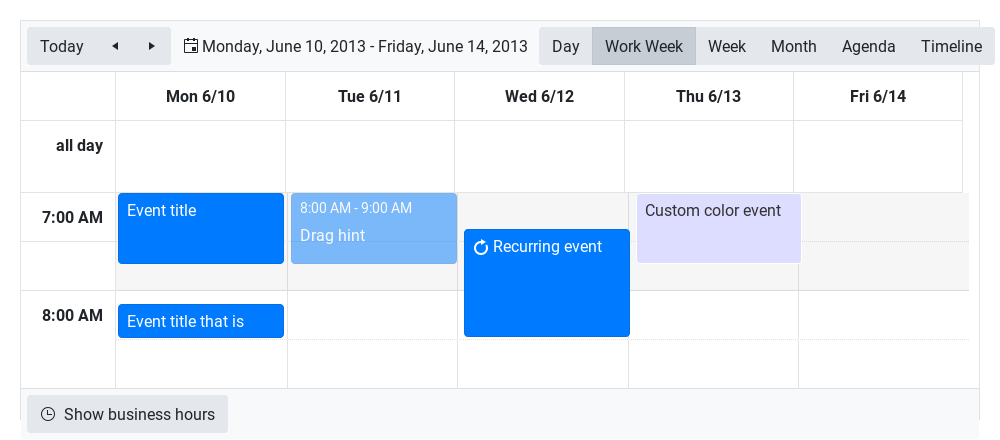 Today
Monday, June 10, 2013 - Friday, June 14, 2013
Day
Work Week
Week
Month
Agenda
Timeline
Mon 6/10
Tue 6/11
Wed 6/12
Thu 6/13
Fri 6/14
all day
7:00 AM
Event title
8:00 AM - 9:00 AM
Drag hint
Recurring event
Custom color event
8:00 AM
Event title that is
Show business hours